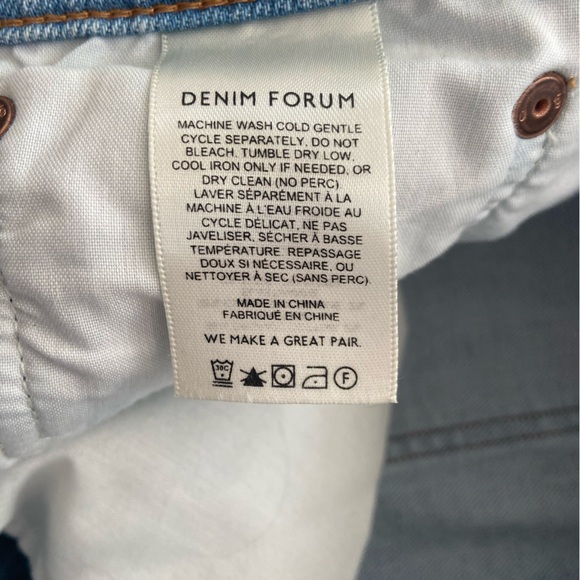 DENIM FORUM
MACHINE WASH COLD GENTLE
CYCLE SEPARATELY, DO NOT
BLEACH. TUMBLE DRY LOW,
COOL IRON ONLY IF NEEDED, OR
DRY CLEAN (NO PERC)
LAVER SÉPARÉMENT À LA
MACHINE À L'EAU FROIDE AU
CYCLE DÉLICAT, NE PAS
JAVELISER, SÉCHER À BASSE
TEMPÉRATURE. REPASSAGE
DOUX SI NÉCESSAIRE, OU
NETTOYER À SEC (SANS PERC)
MADE IN CHINA
FABRIQUÉ EN CHINE
WE MAKE A GREAT PAIR.
30C F